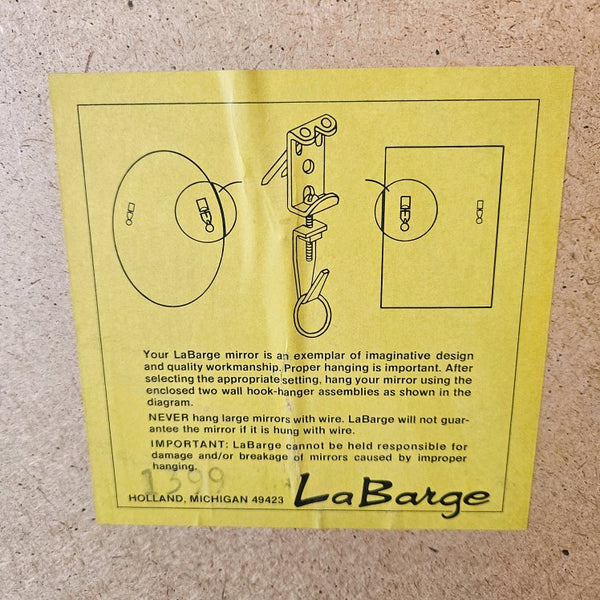 Your LaBarge mirror is an exemplar of imaginative design
and quality workmanship. Proper hanging is important. After
selecting the appropriate setting, hang your mirror using the
enclosed two wall hook-hanger assemblies as shown in the
diagram.
NEVER hang large mirrors with wire. LaBarge will not guar-
antee the mirror if it is hung with wire.
IMPORTANT: LaBarge cannot be held responsible for
damage and/or breakage of mirrors caused by improper
hanging.
1399
HOLLAND, MICHIGAN 49423 LaBarge